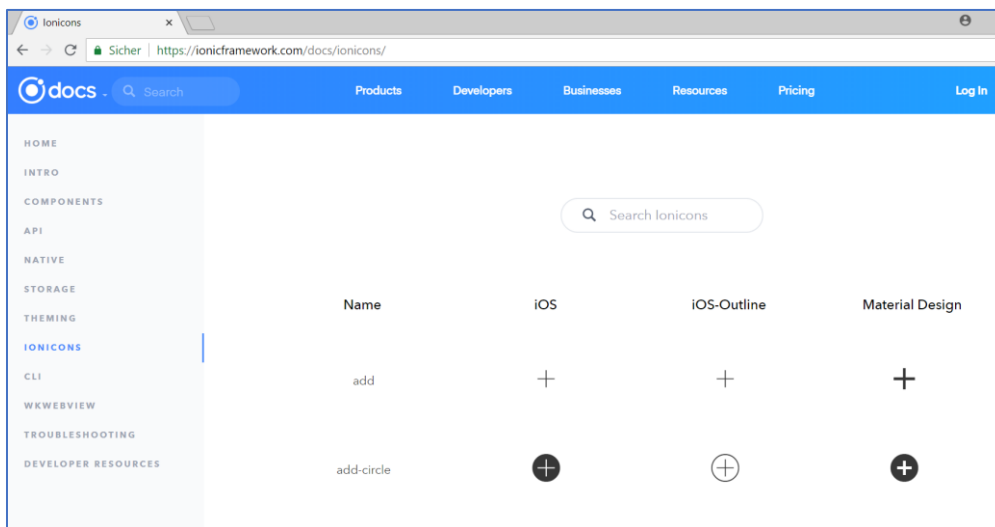 Ionicons
Sicher https://ionicframework.com/docs/ionicons/
docs Search Products Developers Businesses Resources Pricing Log In
HOME
INTRO
COMPONENTS
API
NATIVE
STORAGE
THEMING
IONICONS
CLI
WKWEBVIEW
TROUBLESHOOTING
DEVELOPER RESOURCES
Search Ionicons
Name iOS iOS-Outline Material Design
add
add-circle